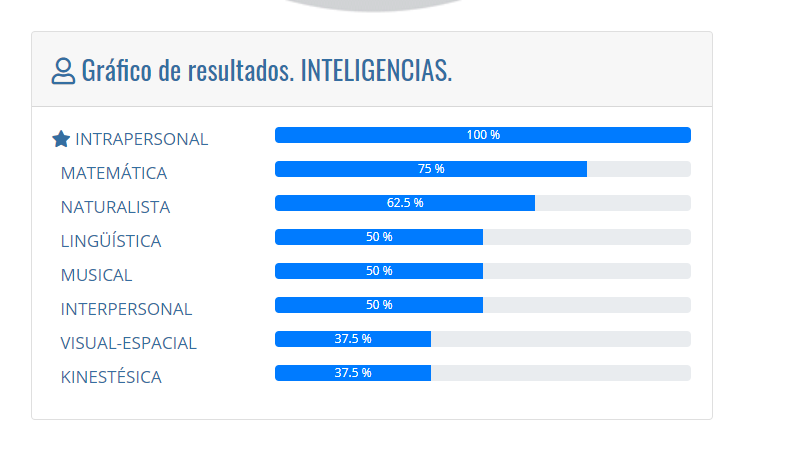 Gráfico de resultados. INTELIGENCIAS.
INTRAPERSONAL 100 %
MATEMÁTICA 75 %
NATURALISTA 62.5 %
LINGÜÍSTICA 50 %
MUSICAL 50 %
INTERPERSONAL 50 %
VISUAL-ESPACIAL 37.5 %
KINESTÉSICA 37.5 %